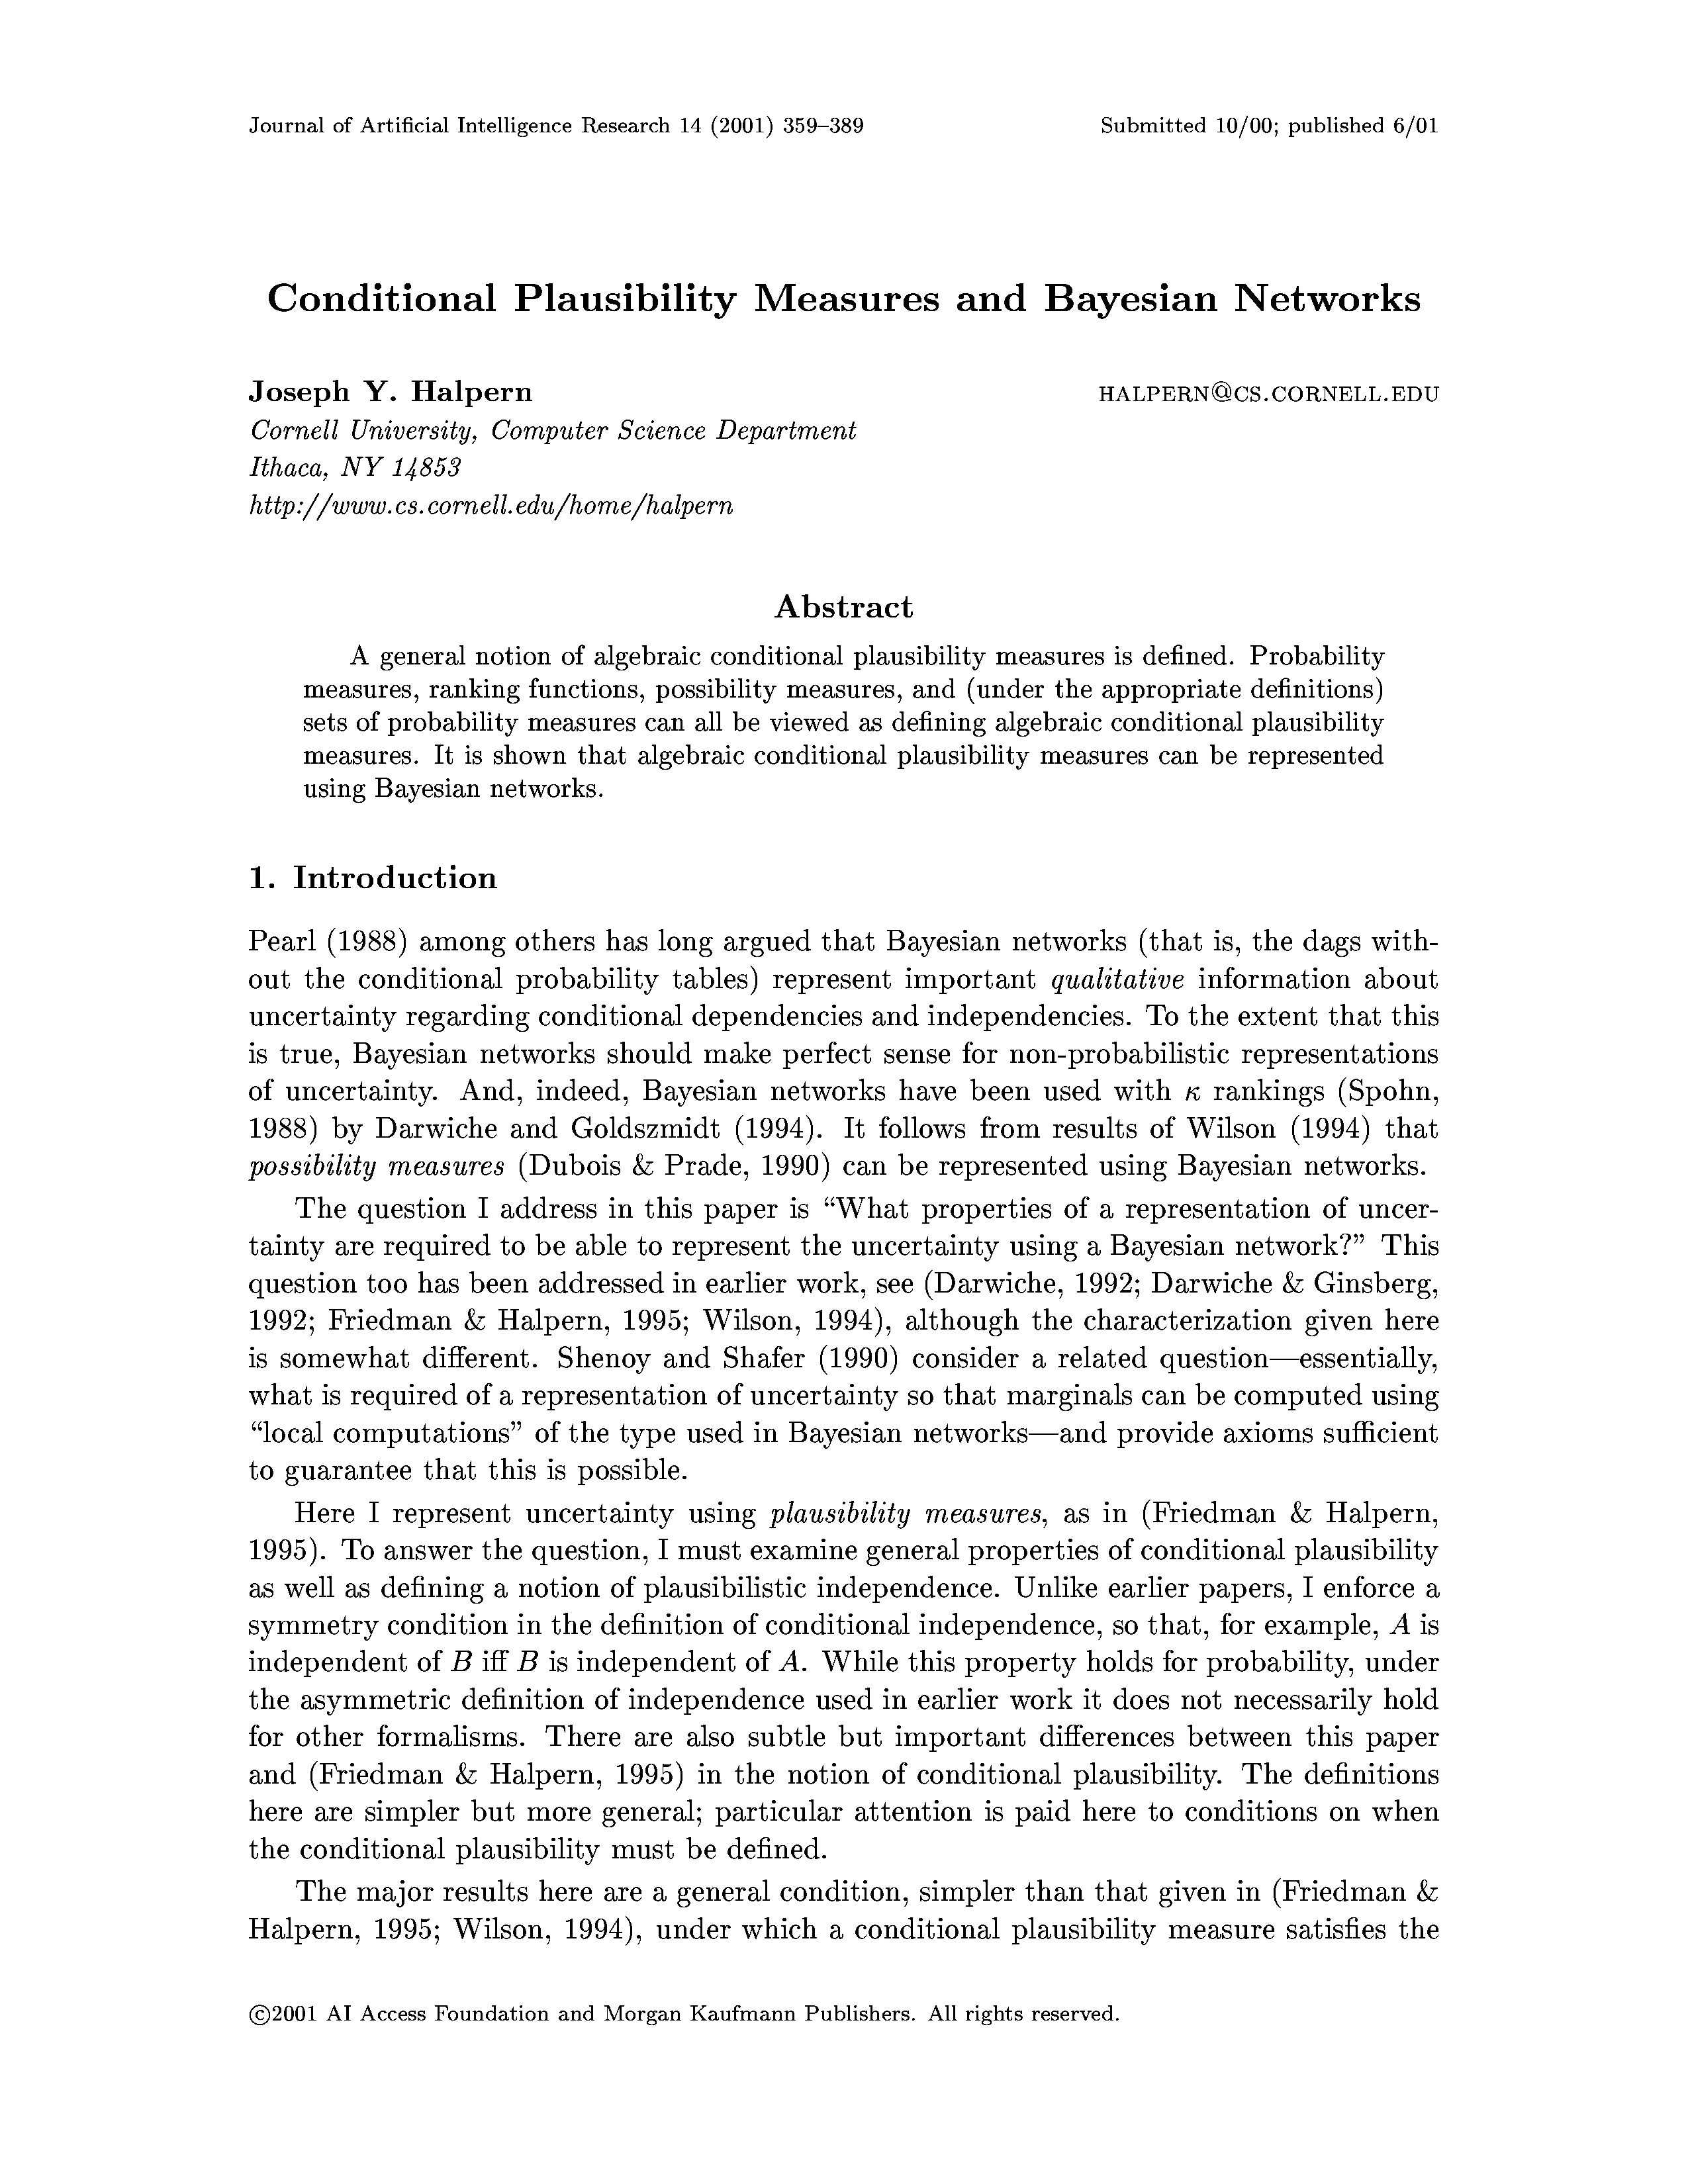 Journal of Artificial Intelligence Research 14 (2001) 359–389 Submitted 10/00; published 6/01
Conditional Plausibility Measures and Bayesian Networks
Joseph Y. Halpern HALPERN@CS.CORNELL.EDU
Cornell University, Computer Science Department
Ithaca, NY 14853
http://www.cs.cornell.edu/home/halpern
Abstract
A general notion of algebraic conditional plausibility measures is defined. Probability
measures, ranking functions, possibility measures, and (under the appropriate definitions)
sets of probability measures can all be viewed as defining algebraic conditional plausibility
measures. It is shown that algebraic conditional plausibility measures can be represented
using Bayesian networks.
1. Introduction
Pearl (1988) among others has long argued that Bayesian networks (that is, the dags with-
out the conditional probability tables) represent important qualitative information about
uncertainty regarding conditional dependencies and independencies. To the extent that this
is true, Bayesian networks should make perfect sense for non-probabilistic representations
of uncertainty. And, indeed, Bayesian networks have been used with κ rankings (Spohn,
1988) by Darwiche and Goldszmidt (1994). It follows from results of Wilson (1994) that
possibility measures (Dubois & Prade, 1990) can be represented using Bayesian networks.
The question I address in this paper is “What properties of a representation of uncer-
tainty are required to be able to represent the uncertainty using a Bayesian network?” This
question too has been addressed in earlier work, see (Darwiche, 1992; Darwiche & Ginsberg,
1992; Friedman & Halpern, 1995; Wilson, 1994), although the characterization given here
is somewhat different. Shenoy and Shafer (1990) consider a related question—essentially,
what is required of a representation of uncertainty so that marginals can be computed using
“local computations” of the type used in Bayesian networks—and provide axioms sufficient
to guarantee that this is possible.
Here I represent uncertainty using plausibility measures, as in (Friedman & Halpern,
1995). To answer the question, I must examine general properties of conditional plausibility
as well as defining a notion of plausibilistic independence. Unlike earlier papers, I enforce a
symmetry condition in the definition of conditional independence, so that, for example, A is
independent of B iff B is independent of A. While this property holds for probability, under
the asymmetric definition of independence used in earlier work it does not necessarily hold
for other formalisms. There are also subtle but important differences between this paper
and (Friedman & Halpern, 1995) in the notion of conditional plausibility. The definitions
here are simpler but more general; particular attention is paid here to conditions on when
the conditional plausibility must be defined.
The major results here are a general condition, simpler than that given in (Friedman &
Halpern, 1995; Wilson, 1994), under which a conditional plausibility measure satisfies the
©2001 AI Access Foundation and Morgan Kaufmann Publishers. All rights reserved.